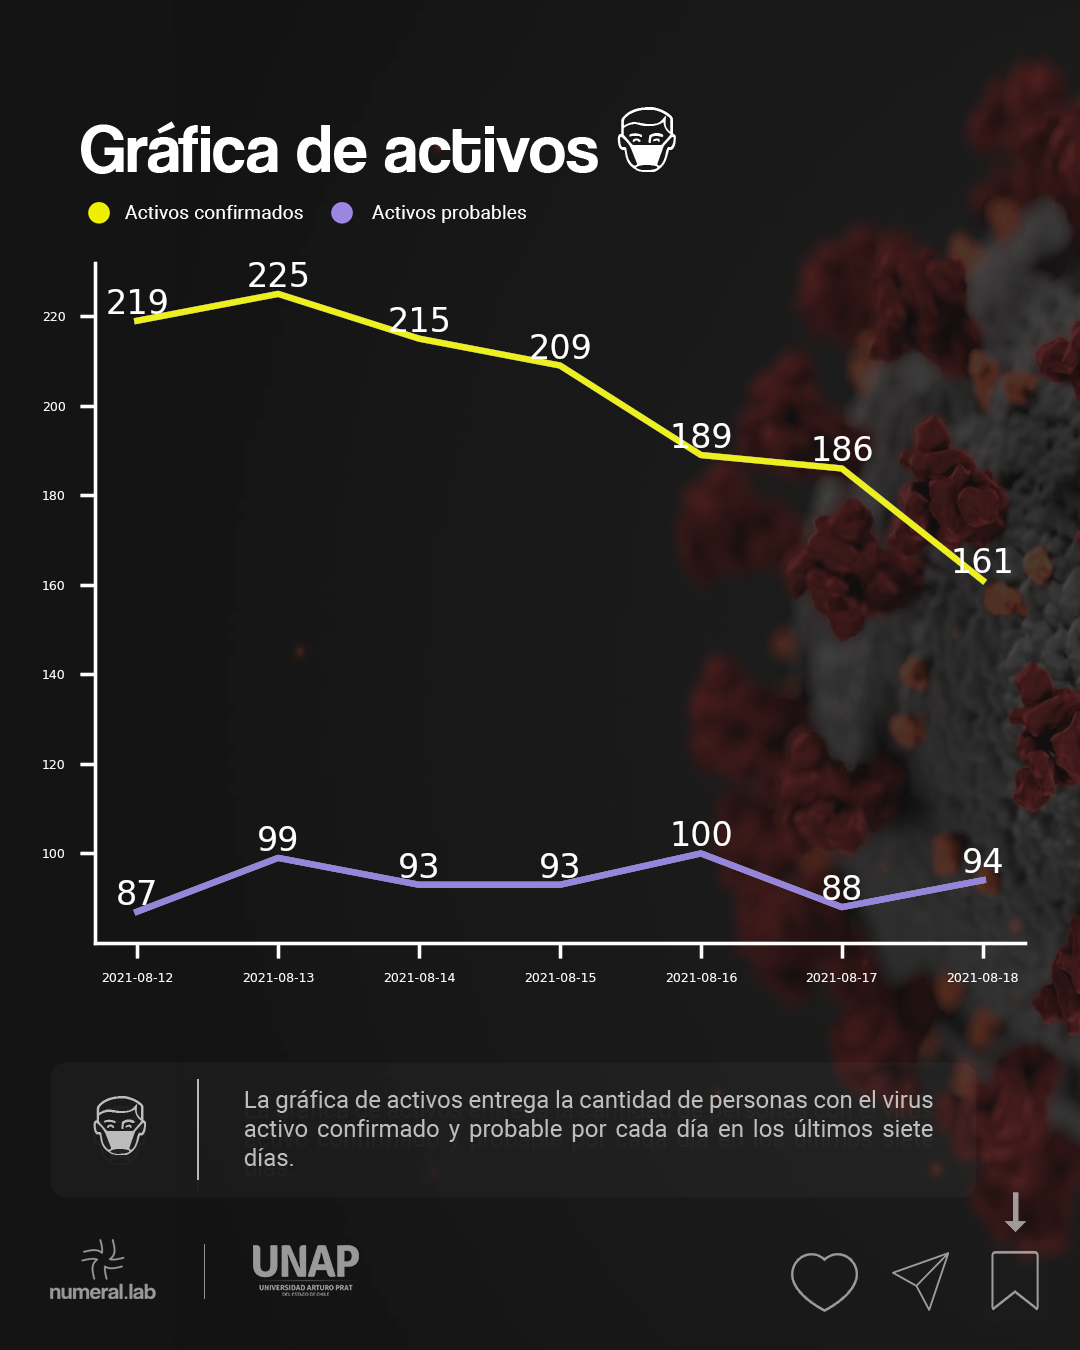 Gráfica de activos
Activos confirmados Activos probables
225
219
215
209
189
186
161
220
200
180
160
140
120
100
87
99
93
93
100
88
94
2021-08-12 2021-08-13 2021-08-14 2021-08-15 2021-08-16 2021-08-17 2021-08-18
La gráfica de activos entrega la cantidad de personas con el virus
activo confirmado y probable por cada día en los últimos siete
días.
numeral.lab
UNAP
UNIVERSIDAD ARTURO PRAT
DEL ESTADO DE CHILE